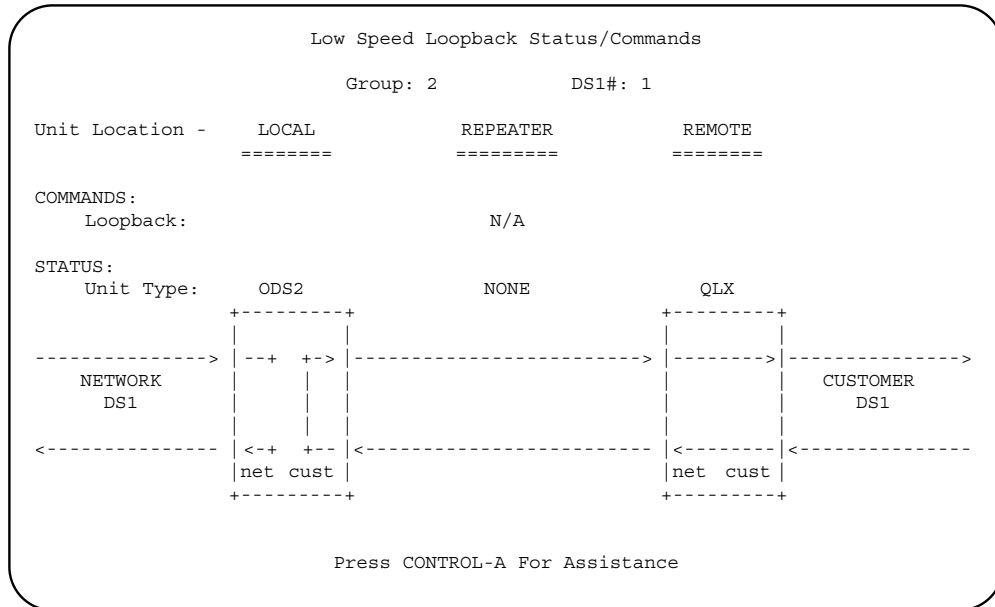 Low Speed Loopback Status/Commands
Group: 2 DS1#: 1
Unit Location - LOCAL REPEATER REMOTE
======== ========= ========
COMMANDS:
Loopback: N/A
STATUS:
Unit Type: ODS2 NONE QLX
+---------+ +---------+
| | | |
---------------> | --+ +-> |-------------------------> | -------->| --------------->
NETWORK | | | | | | CUSTOMER
DS1 | | | | | | DS1
| | | | | |
<--------------- | <-+ +-- |<------------------------- | <--------| <---------------
|net cust | |net cust |
+---------+ +---------+
Press CONTROL-A For Assistance